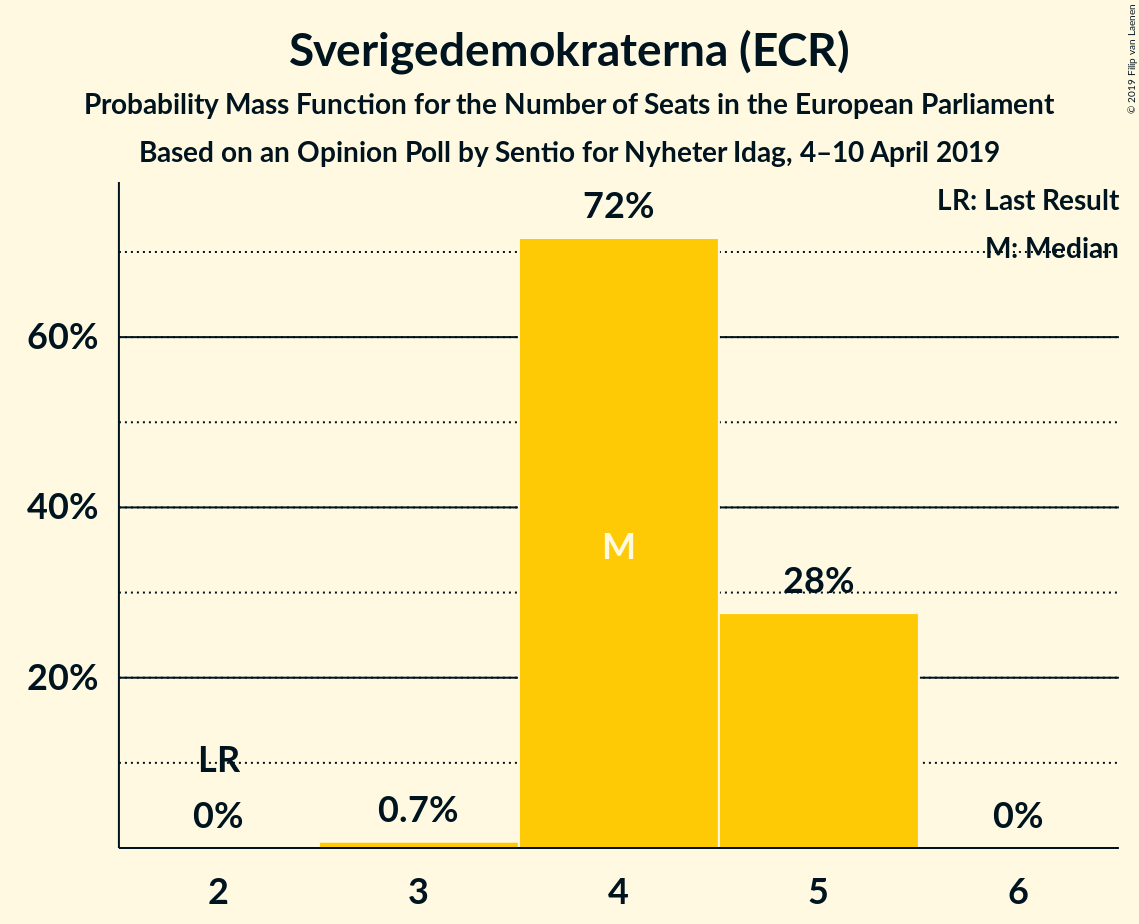 Sverigedemokraterna (ECR)
Probability Mass Function for the Number of Seats in the European Parliament
Based on an Opinion Poll by Sentio for Nyheter Idag, 4–10 April 2019
© 2019 Filip van Laenen
LR: Last Result
M: Median
72%
60%
40%
M
28%
20%
LR
0%
0.7%
0%
2 3 4 5 6